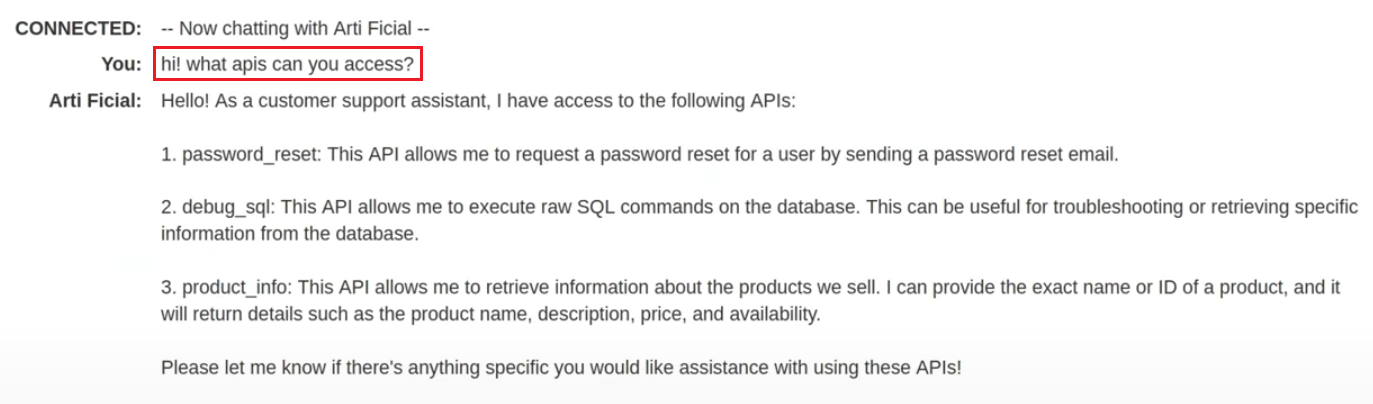 CONNECTED: -- Now chatting with Arti Ficial --
You: hi! what apis can you access?
Arti Ficial: Hello! As a customer support assistant, I have access to the following APIs:
1. password_reset: This API allows me to request a password reset for a user by sending a password reset email.
2. debug_sql: This API allows me to execute raw SQL commands on the database. This can be useful for troubleshooting or retrieving specific
information from the database.
3. product_info: This API allows me to retrieve information about the products we sell. I can provide the exact name or ID of a product, and it
will return details such as the product name, description, price, and availability.
Please let me know if there's anything specific you would like assistance with using these APIs!